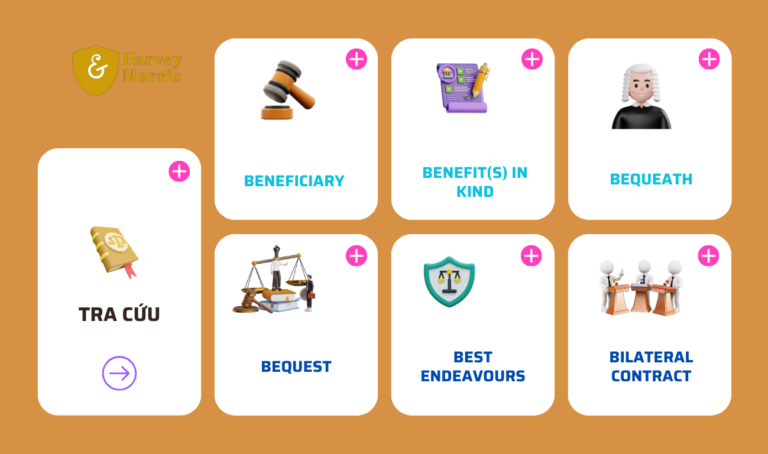 &
Harvey
Morris
BENEFICIARY
BENEFIT(S) IN
KIND
BEQUEATH
TRA CỨU
BEQUEST
BEST
ENDEAVOURS
BILATERAL
CONTRACT